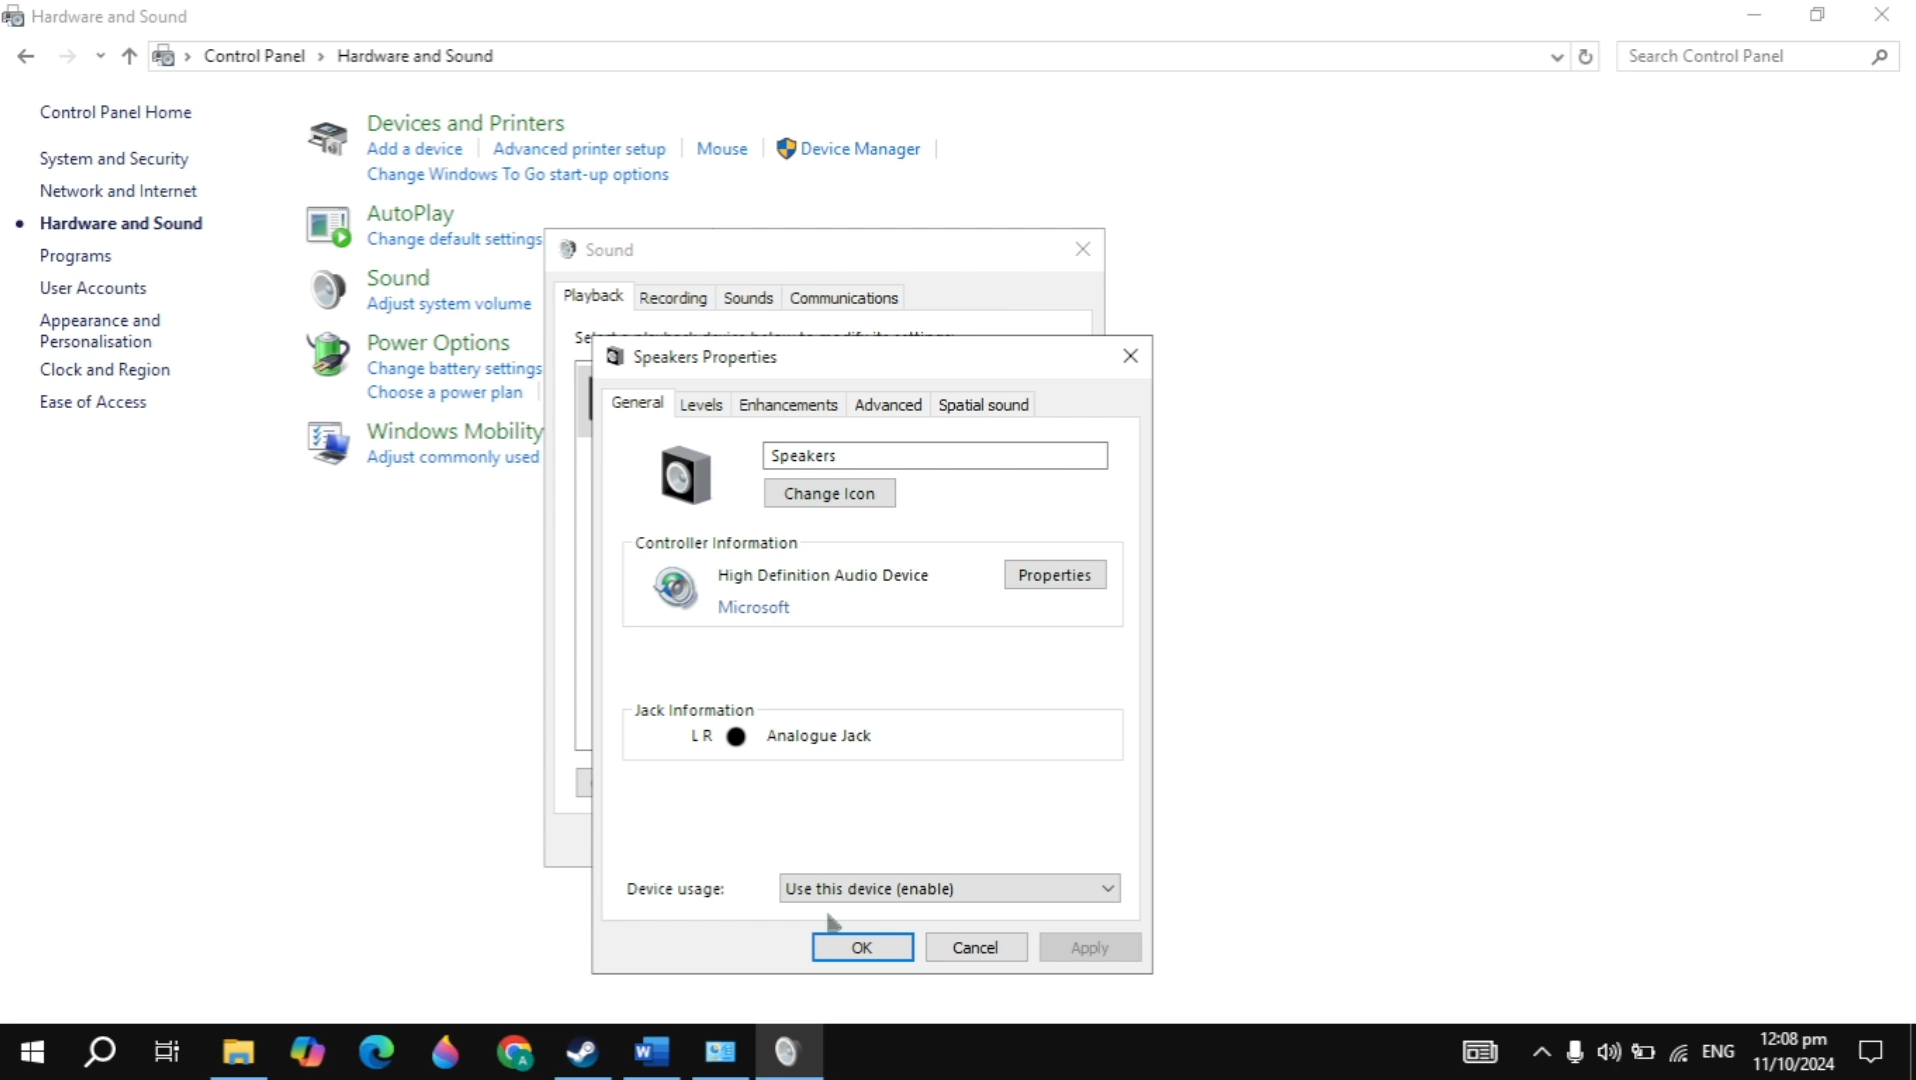 Hardware and Sound
Control Panel Hardware and Sound
Search Control Panel
Control Panel Home
System and Security
Network and Internet
Hardware and Sound
Programs
User Accounts
Appearance and
Personalisation
Clock and Region
Ease of Access
Devices and Printers
Add a device Advanced printer setup Mouse Device Manager
Change Windows To Go start-up options
AutoPlay
Change default settings
Sound
Adjust system volume
Power Options
Change battery settings
Choose a power plan
Windows Mobility
Adjust commonly used
Sound
Playback Recording Sounds Communications
Speakers Properties
General Levels Enhancements Advanced Spatial sound
Speakers
Change Icon
Controller Information
High Definition Audio Device Properties
Microsoft
Jack Information
L R Analogue Jack
Device usage: Use this device (enable)
OK Cancel Apply
ENG
12:08 pm
11/10/2024